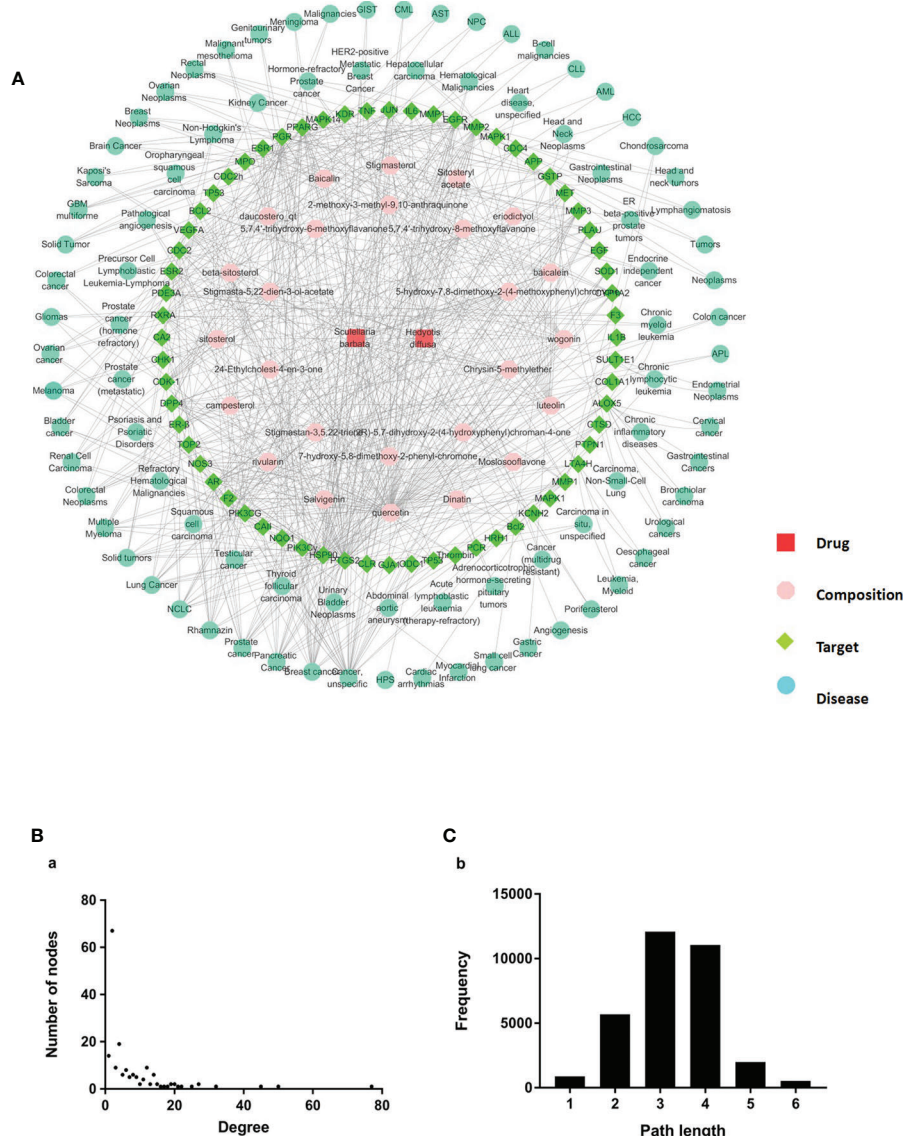 A
Meningioma
Malignancies
GIST
CML
AST
NPC
ALL
B-cell
malignancies
CLL
AML
HCC
Chondrosarcoma
Head and
neck tumors
Lymphangiomatosis
Tumors
Neoplasms
Colon cancer
APL
Endometrial
Neoplasms
Cervical
cancer
Gastrointestinal
Cancers
Bronchiolar
carcinoma
Urological
cancers
Oesophageal
cancer
Leukemia,
Myeloid
Poriferasterol
Angiogenesis
Gastric
Cancer
Small cell
lung cancer
Myocardial
Infarction
Cardiac
arrhythmias
HPS
Cancer,
unspecific
Breast cancer
Pancreatic
Cancer
Prostate
cancer
Rhamnazin
NCLC
Lung Cancer
Solid tumors
Multiple
Myeloma
Colorectal
Neoplasms
Renal Cell
Carcinoma
Bladder
cancer
Melanoma
Ovarian
cancer
Gliomas
Colorectal
cancer
Solid Tumor
GBM
multiforme
Kaposi's
Sarcoma
Brain Cancer
Breast
Neoplasms
Ovarian
Neoplasms
Rectal
Neoplasms
Malignant
mesothelioma
Genitourinary
tumors
Hormone-refractory
Prostate
cancer
HER2-positive
Metastatic
Breast
Cancer
Hepatocellular
carcinoma
Hematological
Malignancies
Heart
disease,
unspecified
Head and
Neck
Neoplasms
Gastrointestinal
Neoplasms
ER
beta-positive
prostate
tumors
Endocrine
independent
cancer
Chronic
myeloid
leukemia
Chronic
lymphocytic
leukemia
Chronic
inflammatory
diseases
Carcinoma,
Non-Small-Cell
Lung
Carcinoma in
situ,
unspecified
Cancer
(multidrug
resistant)
Adrenocorticotrophic
hormone-secreting
pituitary
tumors
Acute
lymphoblastic
leukaemia
(therapy-refractory)
Abdominal
aortic
aneurysm
Urinary
Bladder
Neoplasms
Thyroid
follicular
carcinoma
Testicular
cancer
Squamous
cell
carcinoma
Refractory
Hematological
Malignancies
Psoriasis and
Psoriatic
Disorders
Prostate
cancer
(metastatic)
Prostate
cancer
(hormone
refractory)
Precursor Cell
Lymphoblastic
Leukemia-Lymphoma
Pathological
angiogenesis
Oropharyngeal
squamous
cell
carcinoma
Non-Hodgkin's
Lymphoma
Kidney Cancer
MAPK14
KDR
TNF
JUN
IL6
MMP1
EGFR
MMP2
MAPK1
CDC4
APP
GSTP
MET
MMP3
PLAU
EGF
SOD1
CYP1A2
F3
IL1B
SULT1E1
COL1A1
ALOX5
CTSD
PTPN1
LTA4H
MMP1
MAPK1
KCNH2
Bcl2
HRH1
PCR
Thrombin
TP53
CDC1
GJA1
CLR
PTGS2
HSP90
PIK3Cγ
NQO1
CAII
PIK3CG
F2
AR
NOS3
TOP2
ER-β
DPP4
CDK-1
CHK1
CA2
RXRA
PDE3A
ESR2
CDC2
VEGFA
BCL2
TP53
CDC2h
MPO
ESR1
PGR
PPARG
Baicalin
Stigmasterol
Sitosteryl
acetate
2-methoxy-3-methyl-9,10-anthraquinone
daucostero_qt
eriodictyol
5,7,4'-trihydroxy-6-methoxyflavanone
5,7,4'-trihydroxy-8-methoxyflavanone
beta-sitosterol
baicalein
Stigmasta-5,22-dien-3-ol-acetate
5-hydroxy-7,8-dimethoxy-2-(4-methoxyphenyl)chromone
Scutellaria
barbata
Hedyotis
diffusa
sitosterol
wogonin
24-Ethylcholest-4-en-3-one
Chrysin-5-methylether
campesterol
luteolin
Stigmestan-3,5,22-triene
(2R)-5,7-dihydroxy-2-(4-hydroxyphenyl)chroman-4-one
7-hydroxy-5,8-dimethoxy-2-phenyl-chromone
rivularin
Moslosooflavone
Salvigenin
Dinatin
quercetin
Drug
Composition
Target
Disease
B
a
80
60
40
20
0
0
20
40
60
80
Number of nodes
Degree
C
b
15000
10000
5000
0
1
2
3
4
5
6
Frequency
Path length